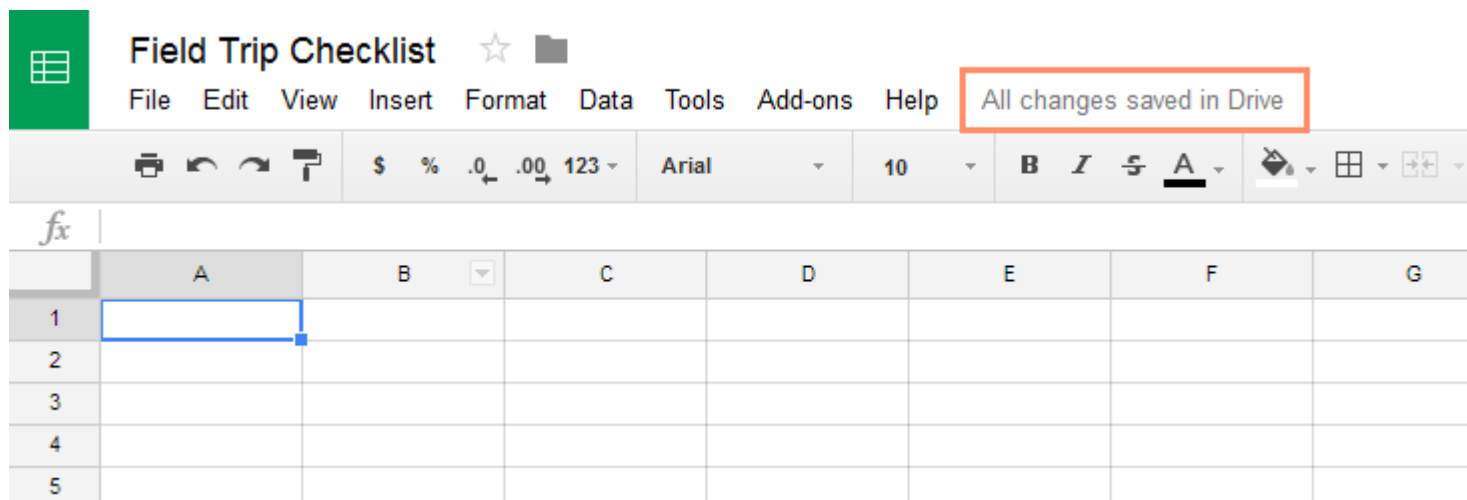 Field Trip Checklist
File Edit View Insert Format Data Tools Add-ons Help All changes saved in Drive
$ % .0 .00 123 Arial 10 B I S A
fx
A B C D E F G
1
2
3
4
5